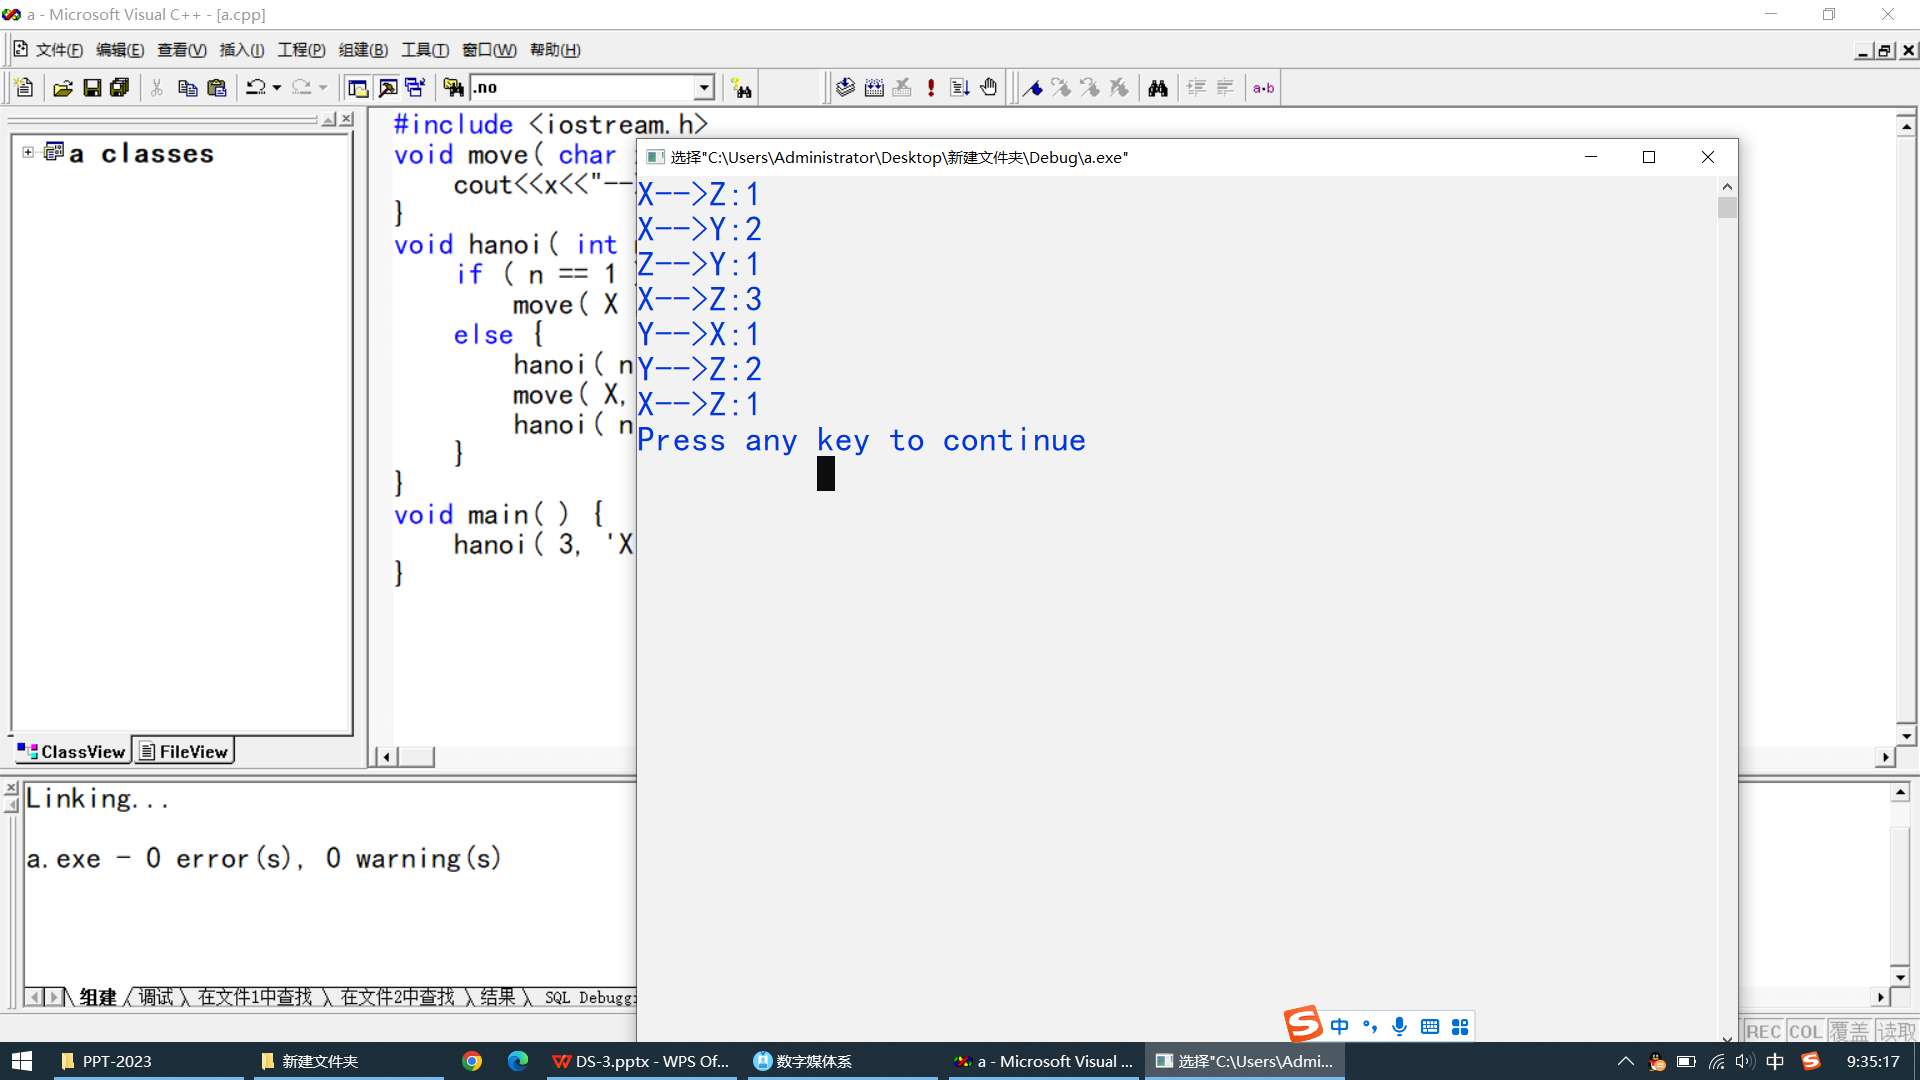 a - Microsoft Visual C++ - [a.cpp]
文件(F) 编辑(E) 查看(V) 插入(I) 工程(P) 组建(B) 工具(T) 窗口(W) 帮助(H)
.no
a classes
ClassView FileView
#include <iostream.h>
void move( char
cout<<x<<"--
}
void hanoi( int
if ( n == 1
move( X
else {
hanoi( n
move( X,
hanoi( n
}
}
void main( ) {
hanoi( 3, 'X
}
选择"C:\Users\Administrator\Desktop\新建文件夹\Debug\a.exe"
X-->Z:1
X-->Y:2
Z-->Y:1
X-->Z:3
Y-->X:1
Y-->Z:2
X-->Z:1
Press any key to continue
Linking...
a.exe - 0 error(s), 0 warning(s)
组建 调试 在文件1中查找 在文件2中查找 结果 SQL Debuggi
中
REC COL 覆盖 读取
PPT-2023 新建文件夹 DS-3.pptx - WPS Of... 数字媒体系 a - Microsoft Visual ... 选择"C:\Users\Admi... 中 9:35:17